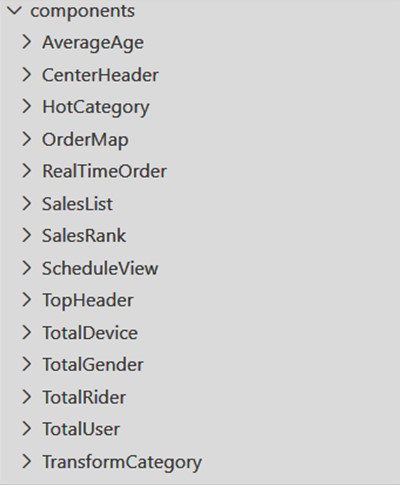 components
AverageAge
CenterHeader
HotCategory
OrderMap
RealTimeOrder
SalesList
SalesRank
ScheduleView
TopHeader
TotalDevice
TotalGender
TotalRider
TotalUser
TransformCategory